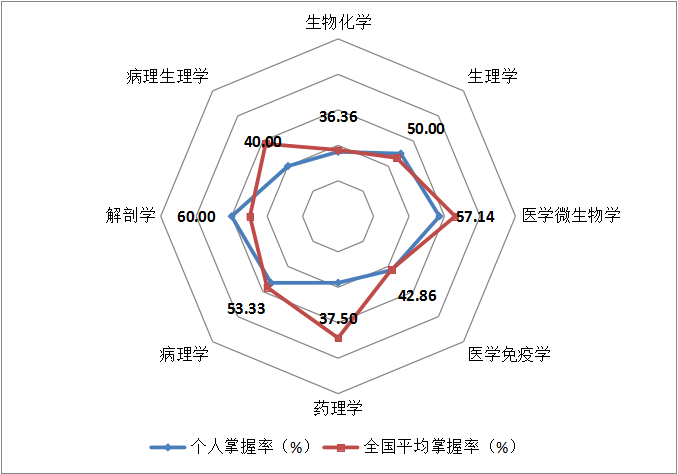 生物化学
病理生理学
生理学
36.36
50.00
40.00
解剖学
60.00
57.14
医学微生物学
53.33
37.50
42.86
病理学
医学免疫学
药理学
个人掌握率（%）
全国平均掌握率（%）